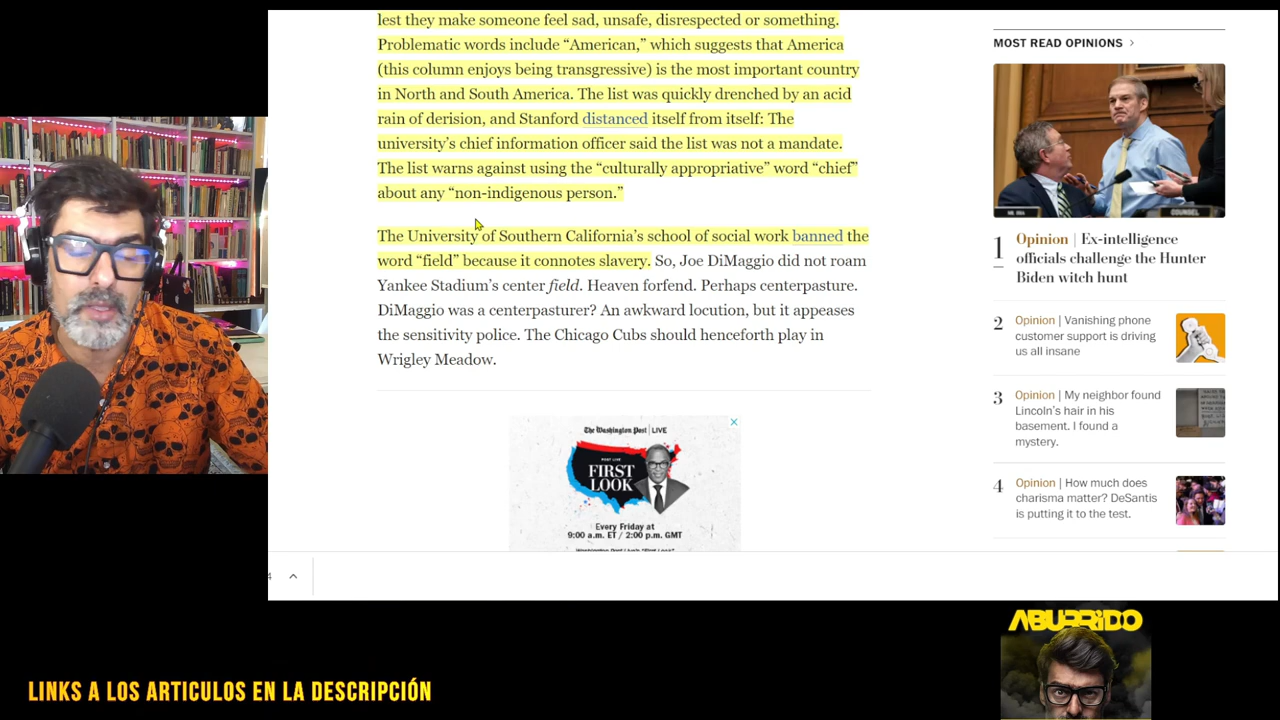 lest they make someone feel sad, unsafe, disrespected or something.
Problematic words include “American,” which suggests that America
(this column enjoys being transgressive) is the most important country
in North and South America. The list was quickly drenched by an acid
rain of derision, and Stanford distanced itself from itself: The
university’s chief information officer said the list was not a mandate.
The list warns against using the “culturally appropriative” word “chief”
about any “non-indigenous person.”
The University of Southern California’s school of social work banned the
word “field” because it connotes slavery. So, Joe DiMaggio did not roam
Yankee Stadium’s center field. Heaven forfend. Perhaps centerpasture.
DiMaggio was a centerpasturer? An awkward locution, but it appeases
the sensitivity police. The Chicago Cubs should henceforth play in
Wrigley Meadow.
The Washington Post | LIVE
POST LIVE
FIRST
LOOK
Every Friday at
9:00 a.m. ET / 2:00 p.m. GMT
MOST READ OPINIONS >
COUNSEL
1
Opinion | Ex-intelligence
officials challenge the Hunter
Biden witch hunt
2
Opinion | Vanishing phone
customer support is driving
us all insane
3
Opinion | My neighbor found
Lincoln’s hair in his
basement. I found a
mystery.
4
Opinion | How much does
charisma matter? DeSantis
is putting it to the test.
ABURRIDO
LINKS A LOS ARTICULOS EN LA DESCRIPCIÓN